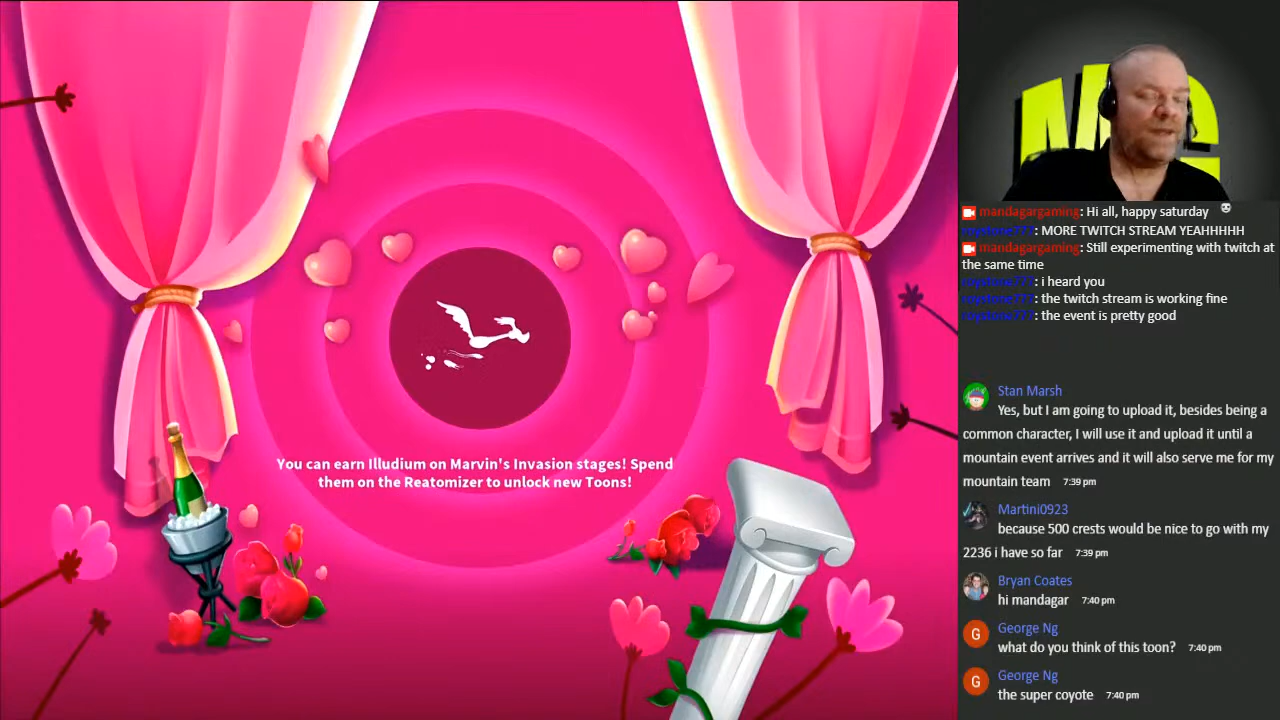 MG
mandagargaming: Hi all, happy saturday
roystone777: MORE TWITCH STREAM YEAHHHHH
mandagargaming: Still experimenting with twitch at
the same time
roystone777: i heard you
roystone777: the twitch stream is working fine
roystone777: the event is pretty good
Stan Marsh
Yes, but I am going to upload it, besides being a
common character, I will use it and upload it until a
mountain event arrives and it will also serve me for my
mountain team 7:39 pm
Martini0923
because 500 crests would be nice to go with my
2236 i have so far 7:39 pm
Bryan Coates
hi mandagar 7:40 pm
G
George Ng
what do you think of this toon? 7:40 pm
G
George Ng
the super coyote 7:40 pm
You can earn Illudium on Marvin's Invasion stages! Spend
them on the Reatomizer to unlock new Toons!